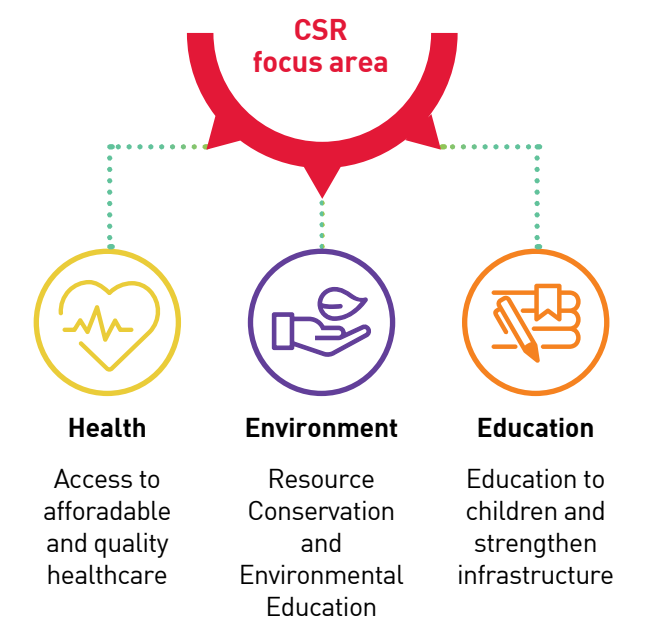 CSR
focus area
Health
Access to
afforadable
and quality
healthcare
Environment
Resource
Conservation
and
Environmental
Education
Education
Education to
children and
strengthen
infrastructure